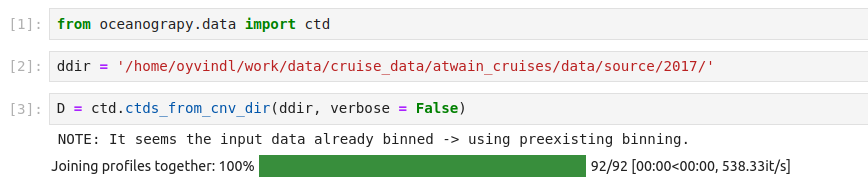 [1]: from oceanograpy.data import ctd
[2]: ddir = '/home/oyvindl/work/data/cruise_data/atwain_cruises/data/source/2017/'
[3]: D = ctd.ctds_from_cnv_dir(ddir, verbose = False)
NOTE: It seems the input data already binned -> using preexisting binning.
Joining profiles together: 100% 92/92 [00:00<00:00, 538.33it/s]